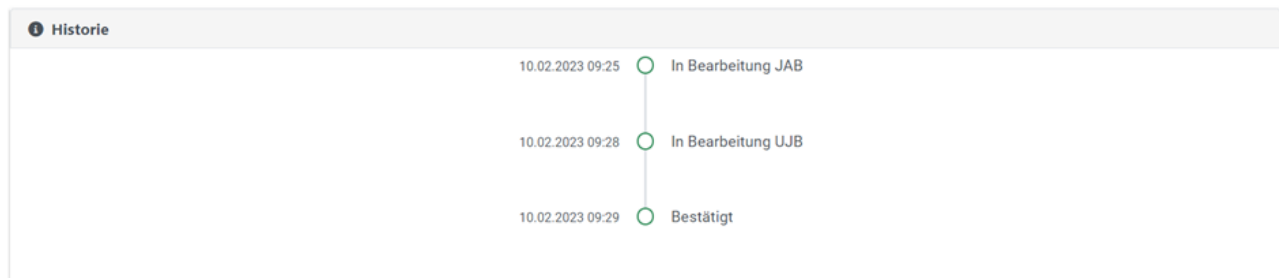 Historie
10.02.2023 09:25 In Bearbeitung JAB
10.02.2023 09:28 In Bearbeitung UJB
10.02.2023 09:29 Bestätigt